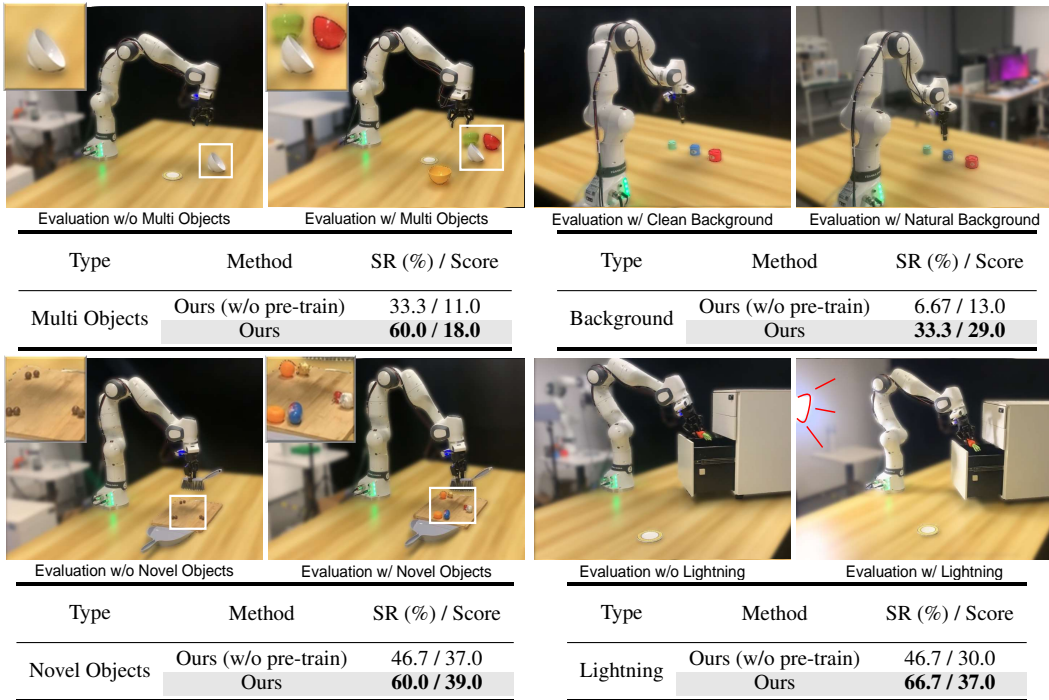 Evaluation w/o Multi Objects
Evaluation w/ Multi Objects
Type Method SR (%) / Score
Multi Objects
Ours (w/o pre-train) 33.3 / 11.0
Ours 60.0 / 18.0
Evaluation w/ Clean Background
Evaluation w/ Natural Background
Type Method SR (%) / Score
Background
Ours (w/o pre-train) 6.67 / 13.0
Ours 33.3 / 29.0
Evaluation w/o Novel Objects
Evaluation w/ Novel Objects
Type Method SR (%) / Score
Novel Objects
Ours (w/o pre-train) 46.7 / 37.0
Ours 60.0 / 39.0
Evaluation w/o Lightning
Evaluation w/ Lightning
Type Method SR (%) / Score
Lightning
Ours (w/o pre-train) 46.7 / 30.0
Ours 66.7 / 37.0